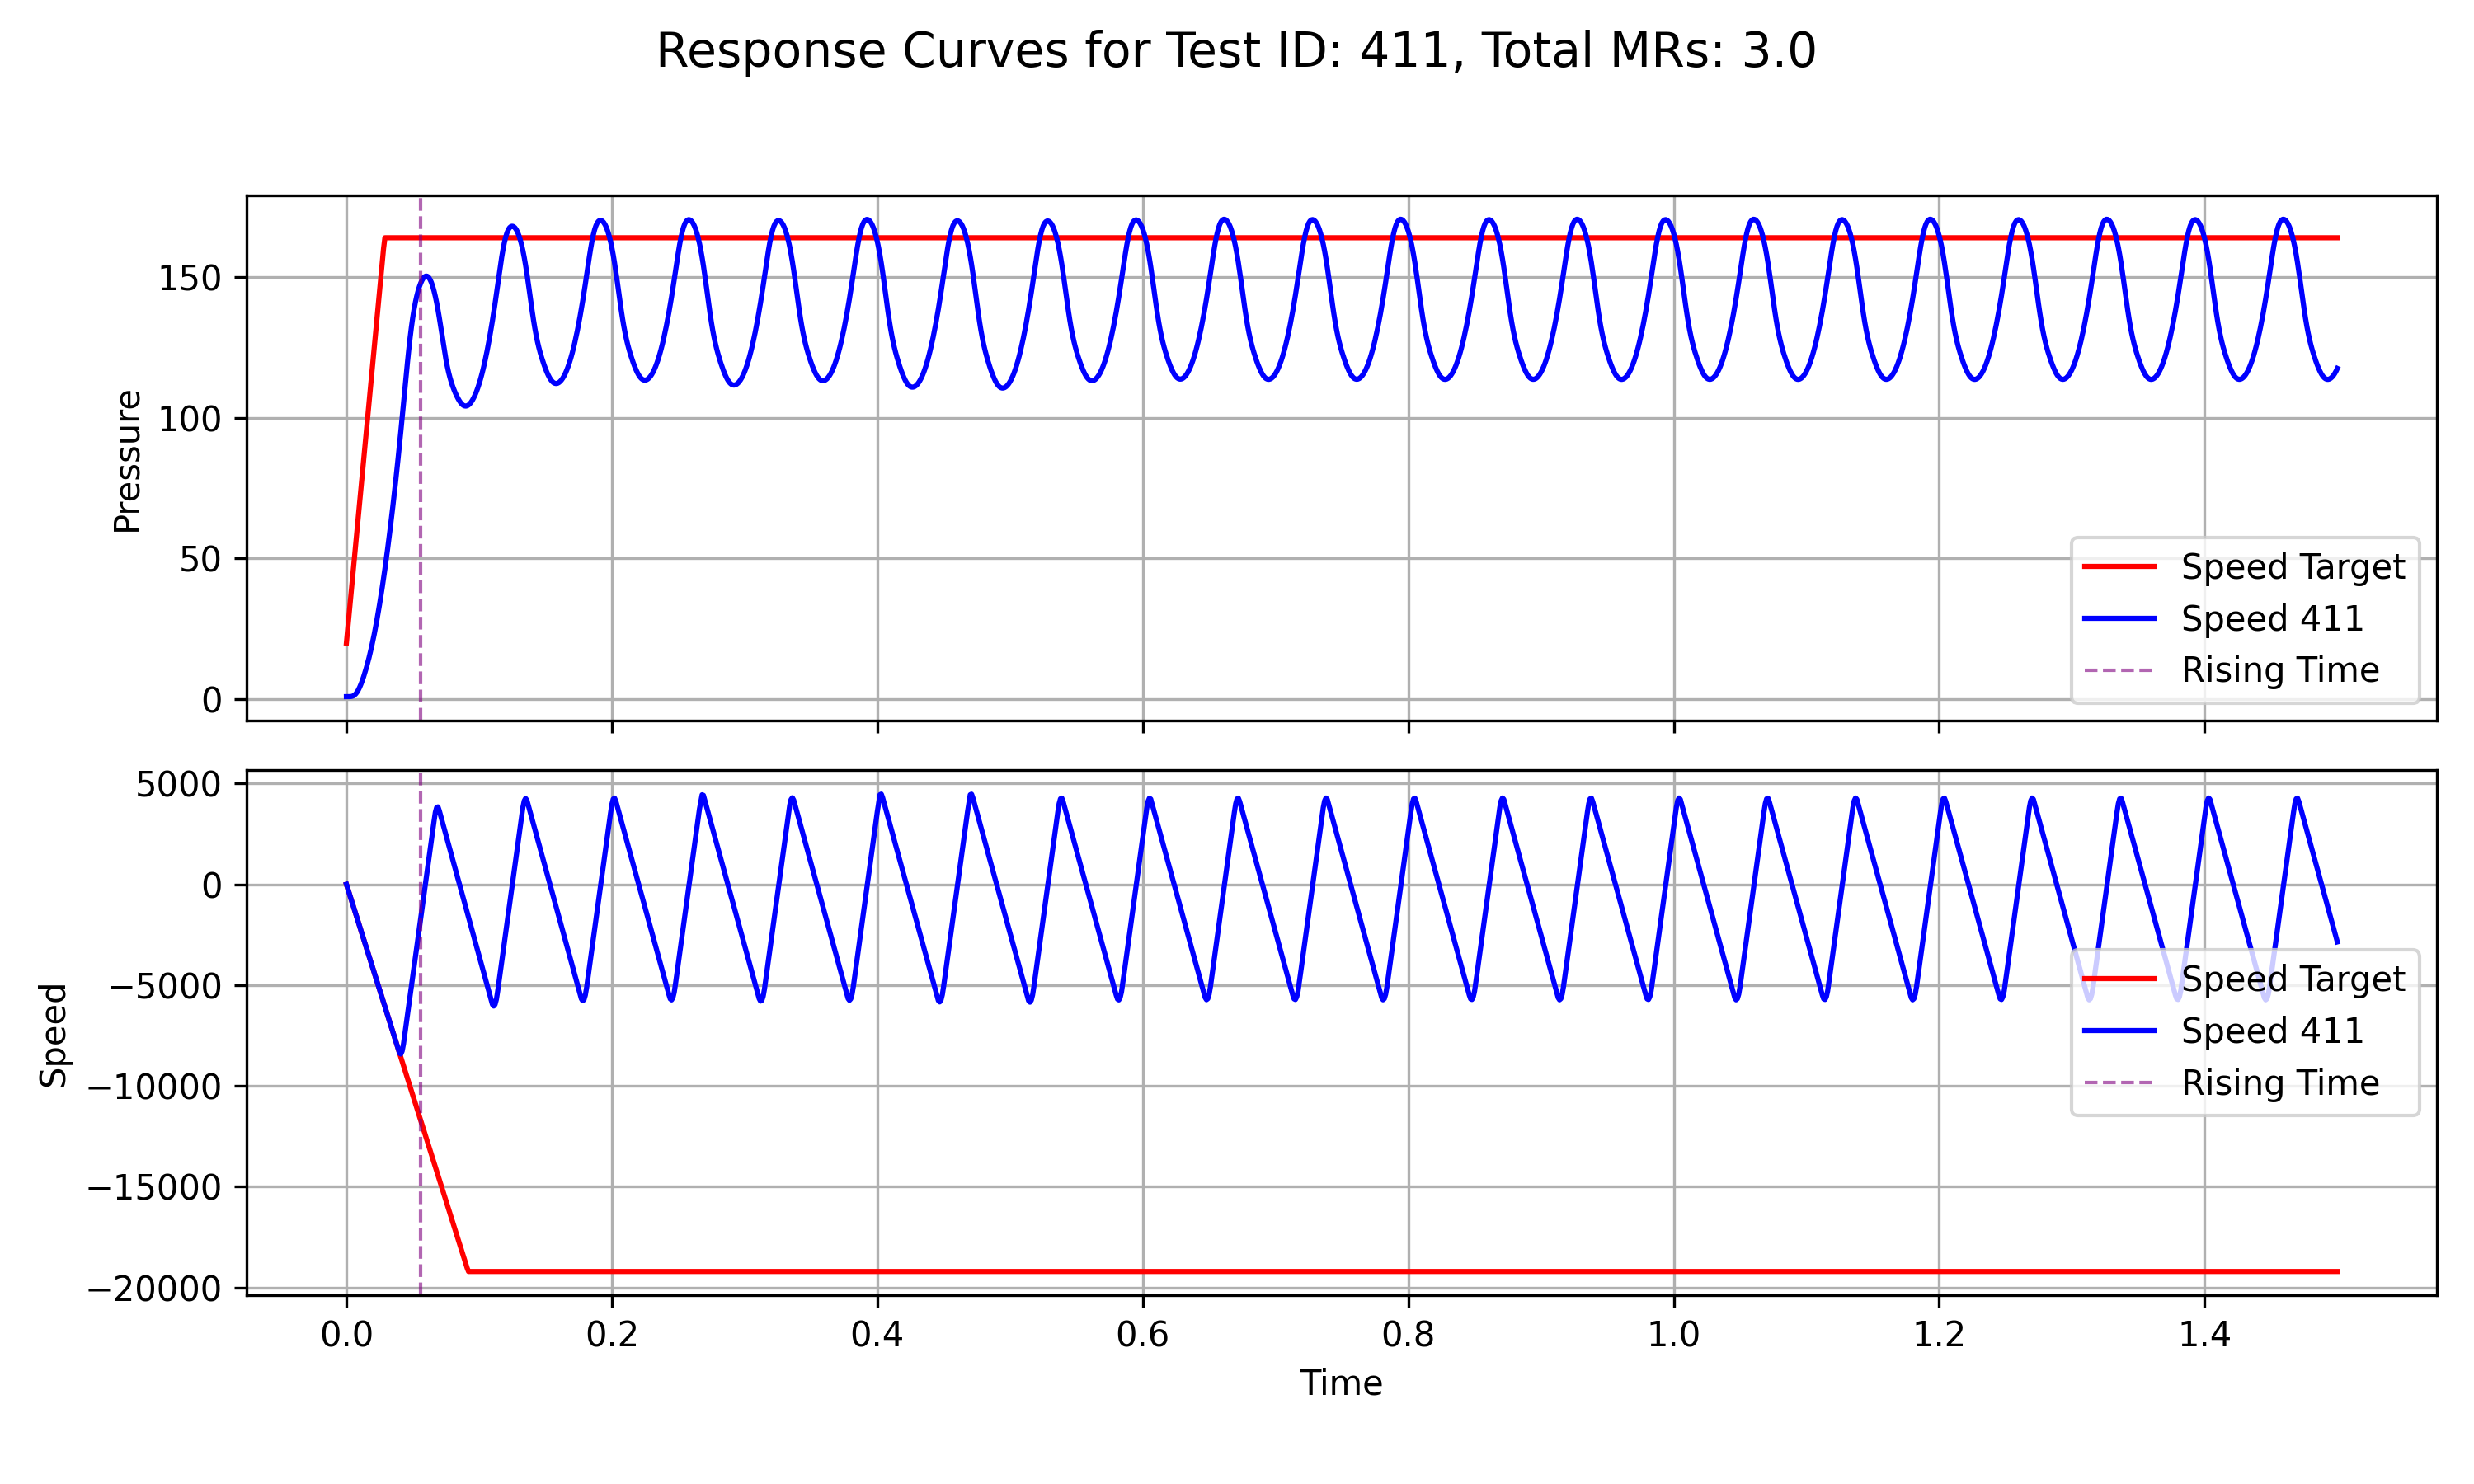 Response Curves for Test ID: 411, Total MRs: 3.0
150
100
50
0
Pressure
Speed Target
Speed 411
Rising Time
5000
0
−5000
−10000
−15000
−20000
Speed
Speed Target
Speed 411
Rising Time
0.0 0.2 0.4 0.6 0.8 1.0 1.2 1.4
Time